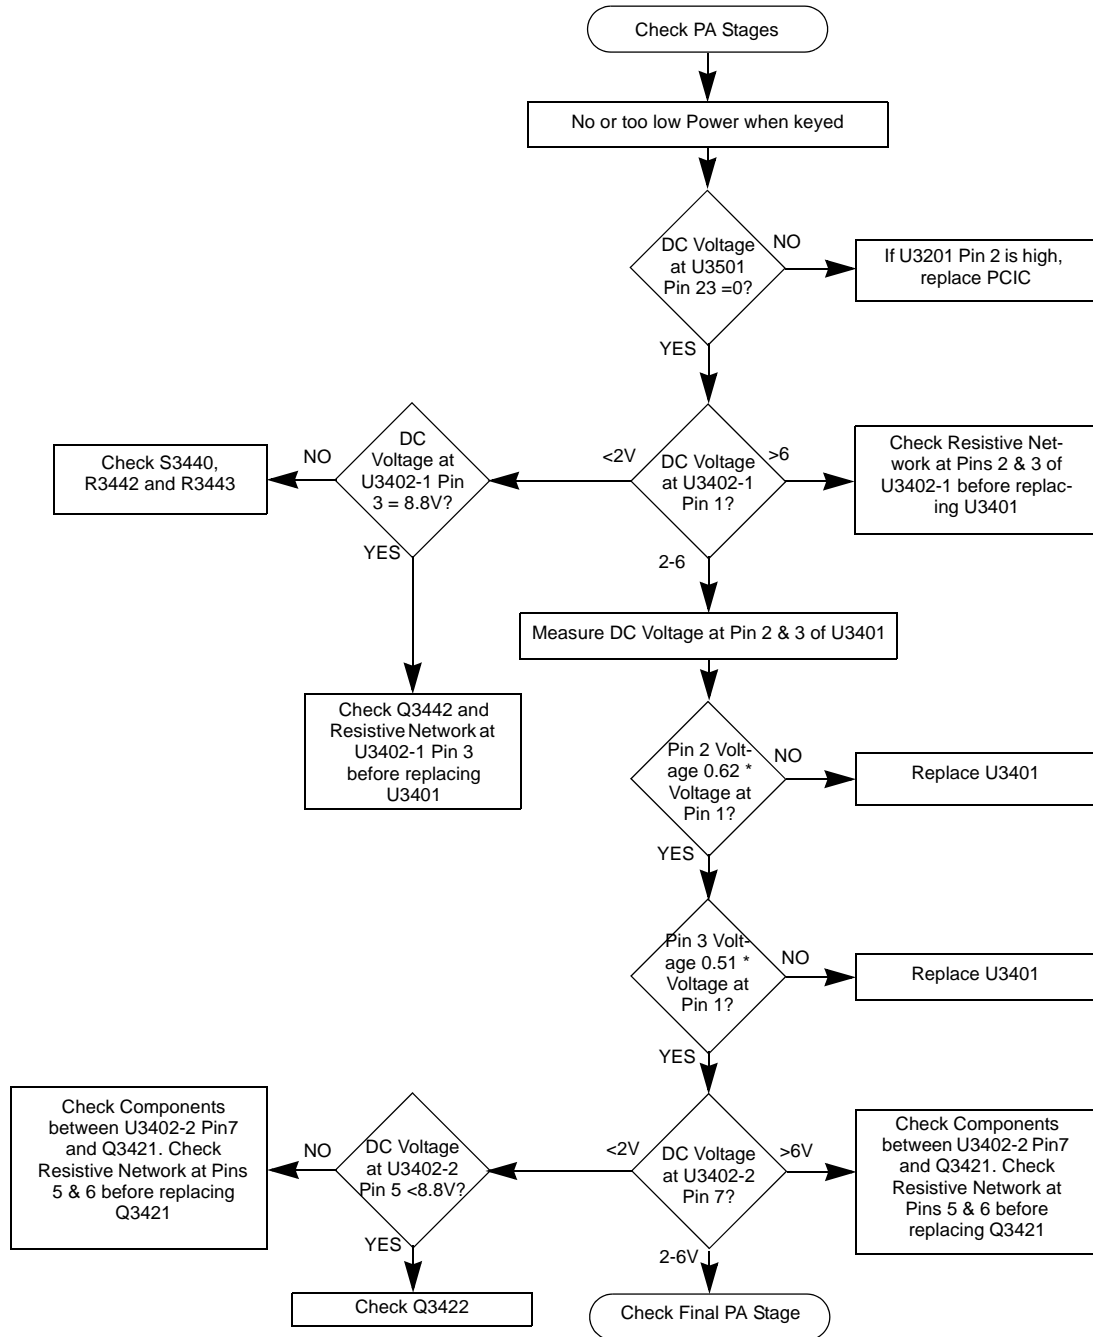 Check PA Stages
No or too low Power when keyed
DC Voltage
at U3501
Pin 23 =0?
NO
If U3201 Pin 2 is high,
replace PCIC
YES
DC
Voltage at
U3402-1 Pin
3 = 8.8V?
NO
Check S3440,
R3442 and R3443
<2V
DC Voltage
at U3402-1
Pin 1?
>6
Check Resistive Net-
work at Pins 2 & 3 of
U3402-1 before replac-
ing U3401
YES
2-6
Measure DC Voltage at Pin 2 & 3 of U3401
Check Q3442 and
Resistive Network at
U3402-1 Pin 3
before replacing
U3401
Pin 2 Volt-
age 0.62 *
Voltage at
Pin 1?
NO
Replace U3401
YES
Pin 3 Volt-
age 0.51 *
Voltage at
Pin 1?
NO
Replace U3401
YES
Check Components
between U3402-2 Pin7
and Q3421. Check
Resistive Network at Pins
5 & 6 before replacing
Q3421
NO
DC Voltage
at U3402-2
Pin 5 <8.8V?
<2V
DC Voltage
at U3402-2
Pin 7?
>6V
Check Components
between U3402-2 Pin7
and Q3421. Check
Resistive Network at
Pins 5 & 6 before
replacing Q3421
YES
2-6V
Check Q3422
Check Final PA Stage